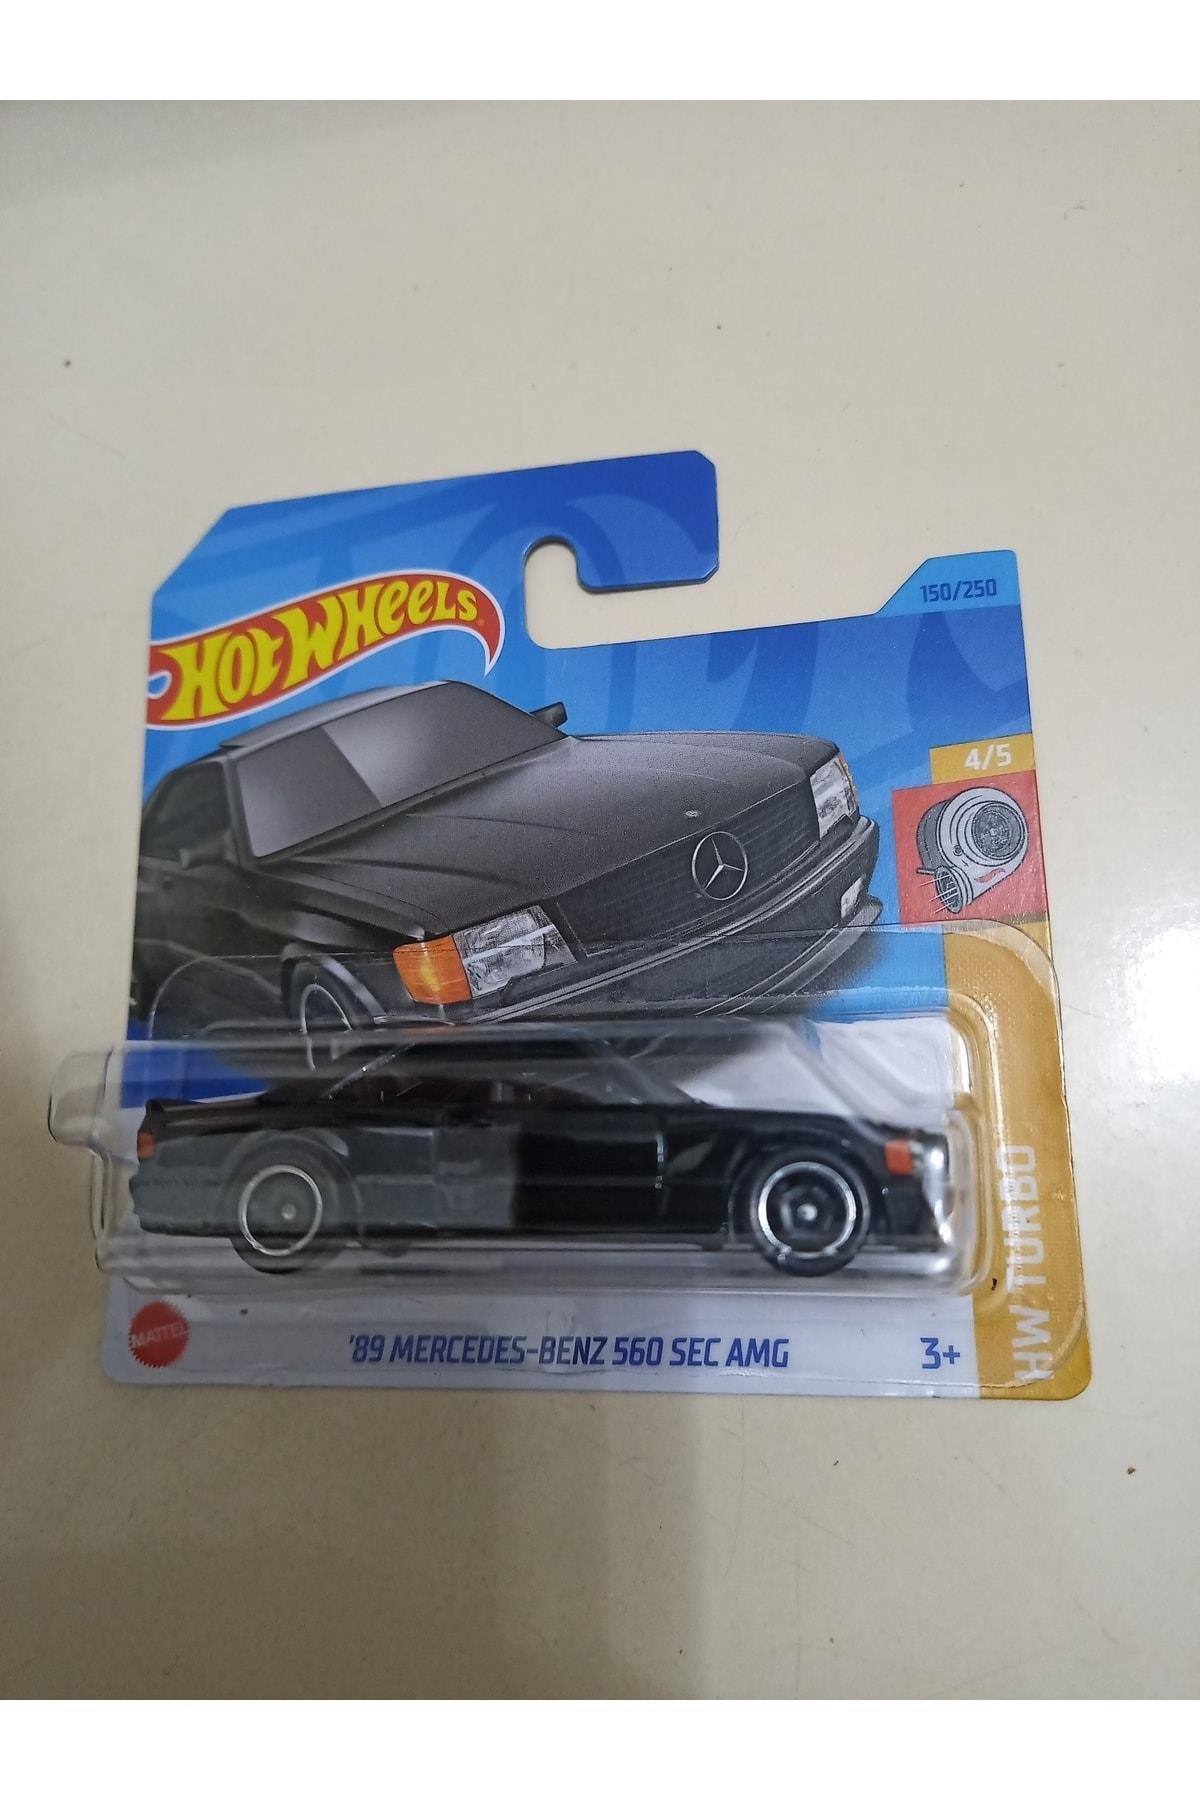 HOT WHEELS
150/250
4/5
HW TURBO
MATTEL
'89 MERCEDES-BENZ 560 SEC AMG
3+